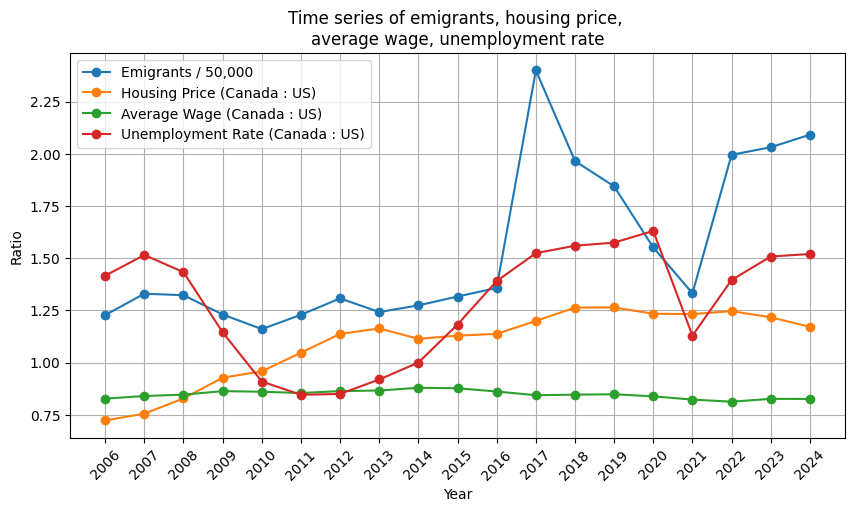 Time series of emigrants, housing price,
average wage, unemployment rate
Emigrants / 50,000
Housing Price (Canada : US)
Average Wage (Canada : US)
Unemployment Rate (Canada : US)
Ratio
2.25
2.00
1.75
1.50
1.25
1.00
0.75
2006 2007 2008 2009 2010 2011 2012 2013 2014 2015 2016 2017 2018 2019 2020 2021 2022 2023 2024
Year